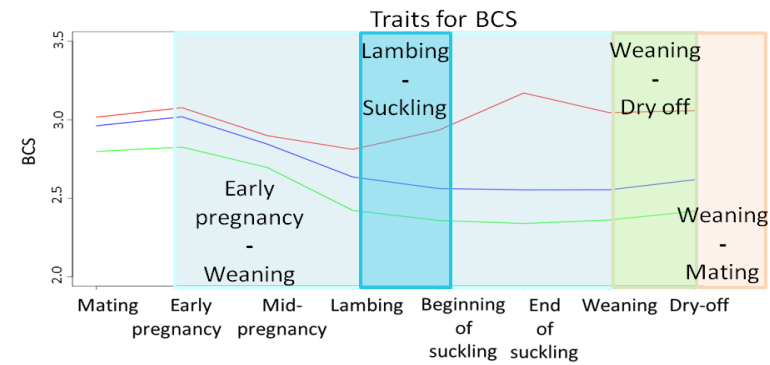 Traits for BCS
Lambing
-
Suckling
Weaning
-
Dry off
Early
pregnancy
-
Weaning
Weaning
-
Mating
BCS
3.5
3.0
2.5
2.0
Mating
Early
pregnancy
Mid-
pregnancy
Lambing
Beginning
of
suckling
End
of
suckling
Weaning
Dry-off